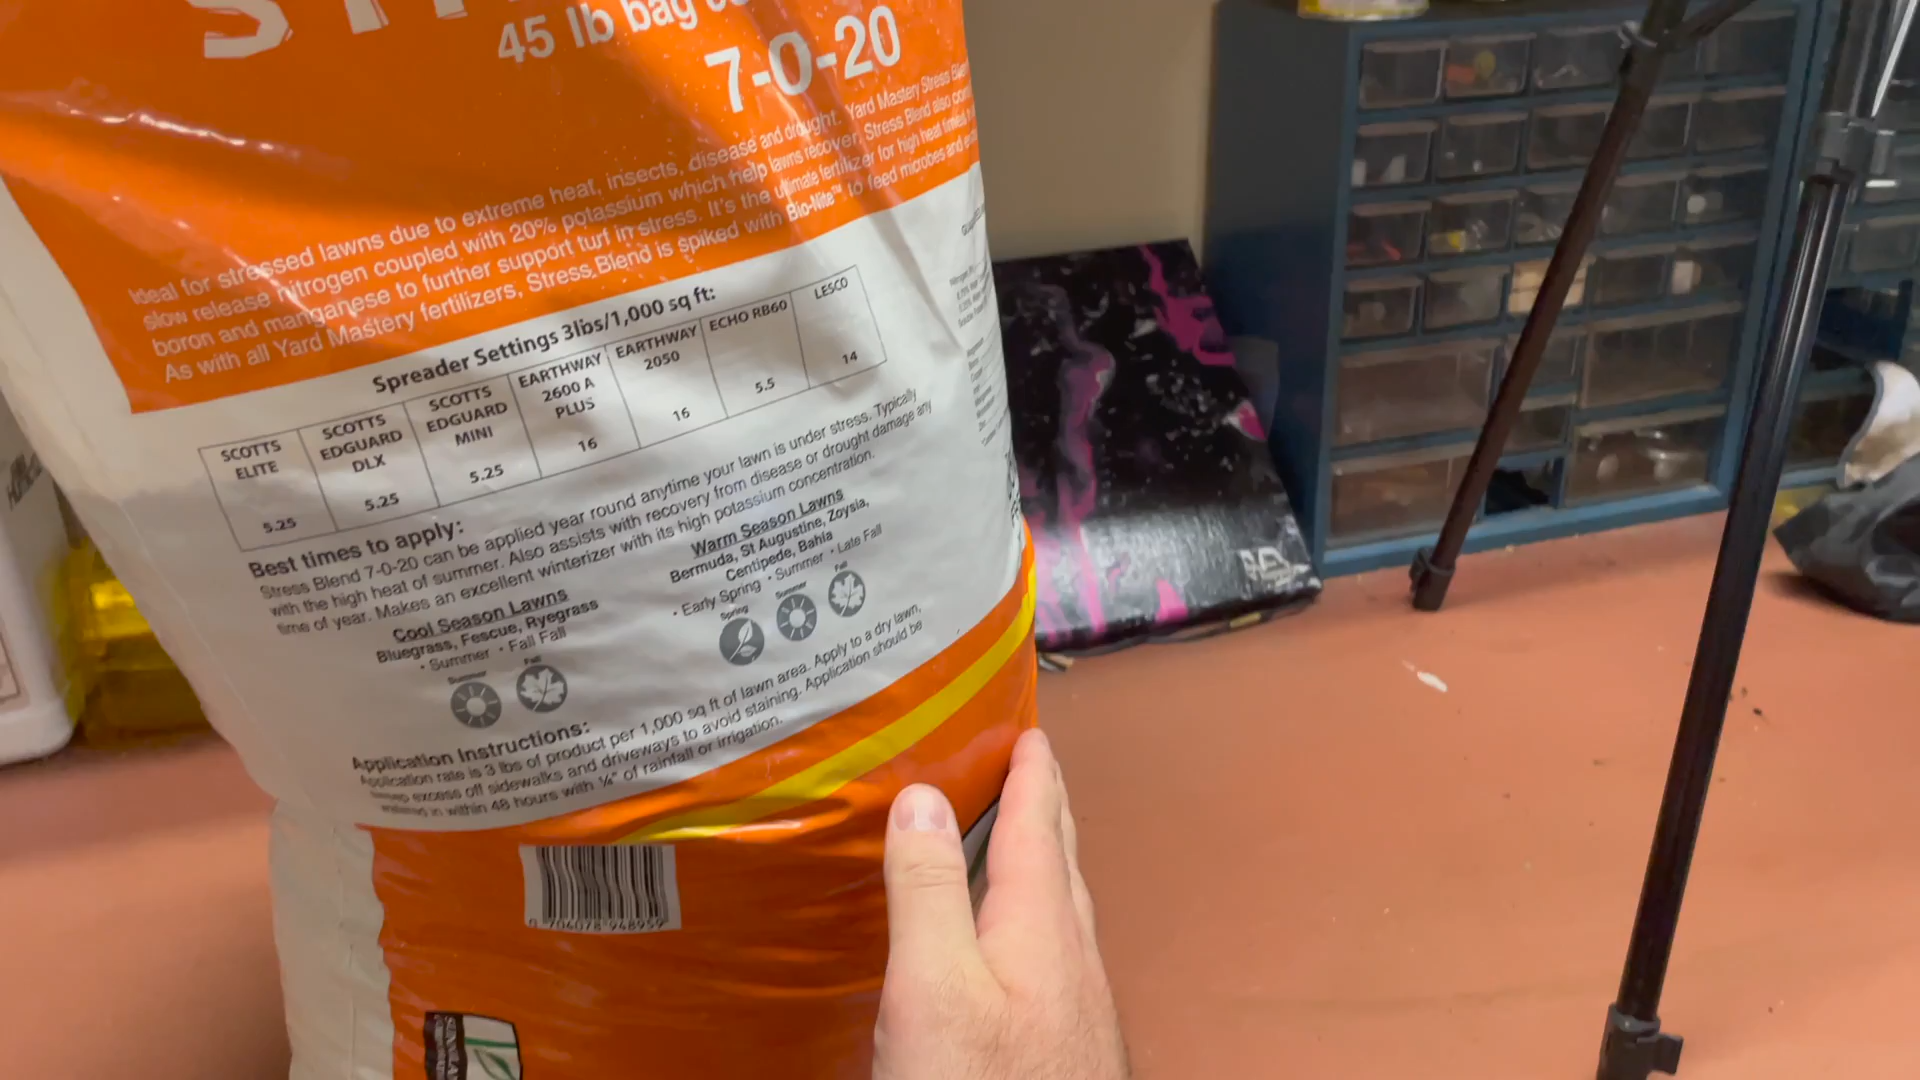 45 lb bag
7-0-20
Ideal for stressed lawns due to extreme heat, insects, disease and drought. Yard Mastery Stress
slow release nitrogen coupled with 20% potassium which help lawns recover. Stress Blend also
boron and manganese to further support turf in stress. It's the ultimate fertilizer for high heat
As with all Yard Mastery fertilizers, Stress Blend is spiked with Bio-Nite™ to feed microbes and
Spreader Settings 3lbs/1,000 sq ft:
SCOTTS ELITE
SCOTTS EDGUARD DLX
SCOTTS EDGUARD MINI
EARTHWAY 2600 A PLUS
EARTHWAY 2050
ECHO RB60
LESCO
5.25
5.25
5.25
16
16
5.5
14
Best times to apply:
Stress Blend 7-0-20 can be applied year round anytime your lawn is under stress. Typically
with the high heat of summer. Also assists with recovery from disease or drought damage any
time of year. Makes an excellent winterizer with its high potassium concentration.
Cool Season Lawns
Bluegrass, Fescue, Ryegrass
• Summer • Fall Fall
Summer
Fall
Warm Season Lawns
Bermuda, St Augustine, Zoysia,
Centipede, Bahia
• Early Spring • Summer • Late Fall
Spring
Summer
Fall
Application Instructions:
Application rate is 3 lbs of product per 1,000 sq ft of lawn area. Apply to a dry lawn,
excess off sidewalks and driveways to avoid staining. Application should be
in within 48 hours with ¼" of rainfall or irrigation.
0 704078 948959